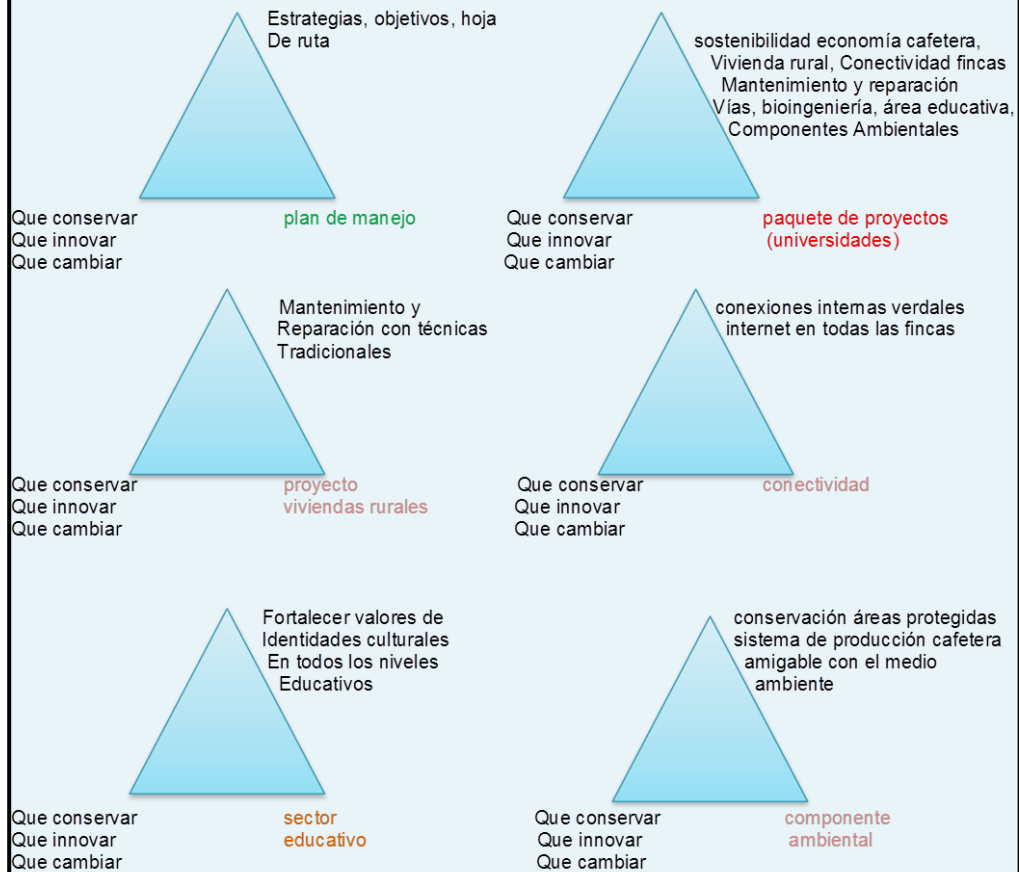 Estrategias, objetivos, hoja
De ruta
Que conservar
Que innovar
Que cambiar
plan de manejo
sostenibilidad economía cafetera,
Vivienda rural, Conectividad fincas
Mantenimiento y reparación
Vías, bioingeniería, área educativa,
Componentes Ambientales
Que conservar
Que innovar
Que cambiar
paquete de proyectos
(universidades)
Mantenimiento y
Reparación con técnicas
Tradicionales
Que conservar
Que innovar
Que cambiar
proyecto
viviendas rurales
conexiones internas verdales
internet en todas las fincas
Que conservar
Que innovar
Que cambiar
conectividad
Fortalecer valores de
Identidades culturales
En todos los niveles
Educativos
Que conservar
Que innovar
Que cambiar
sector
educativo
conservación áreas protegidas
sistema de producción cafetera
amigable con el medio
ambiente
Que conservar
Que innovar
Que cambiar
componente
ambiental